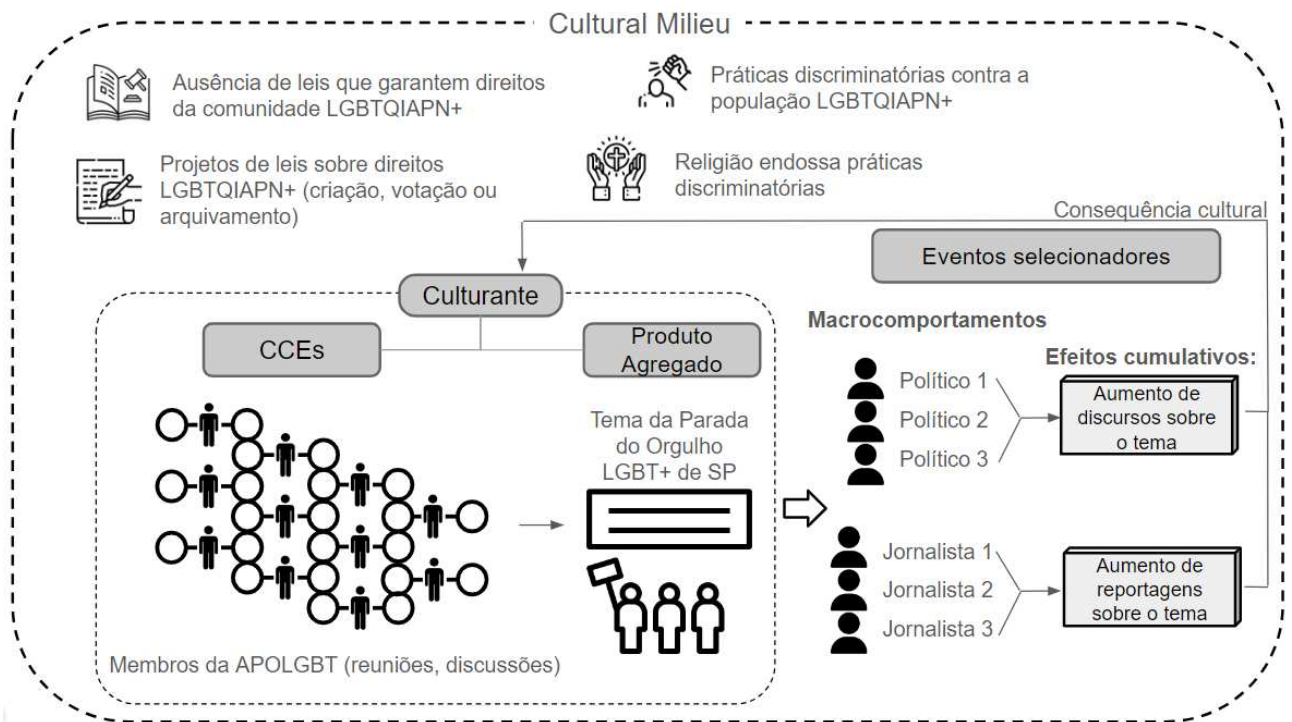 Cultural Milieu
Ausência de leis que garantem direitos
da comunidade LGBTQIAPN+
Práticas discriminatórias contra a
população LGBTQIAPN+
Projetos de leis sobre direitos
LGBTQIAPN+ (criação, votação ou
arquivamento)
Religião endossa práticas
discriminatórias
Consequência cultural
Eventos selecionadores
Culturante
CCEs
Produto
Agregado
Macrocomportamentos
Efeitos cumulativos:
Tema da Parada
do Orgulho
LGBT+ de SP
Político 1
Político 2
Político 3
Aumento de
discursos sobre
o tema
Jornalista 1
Jornalista 2
Jornalista 3
Aumento de
reportagens
sobre o tema
Membros da APOLGBT (reuniões, discussões)